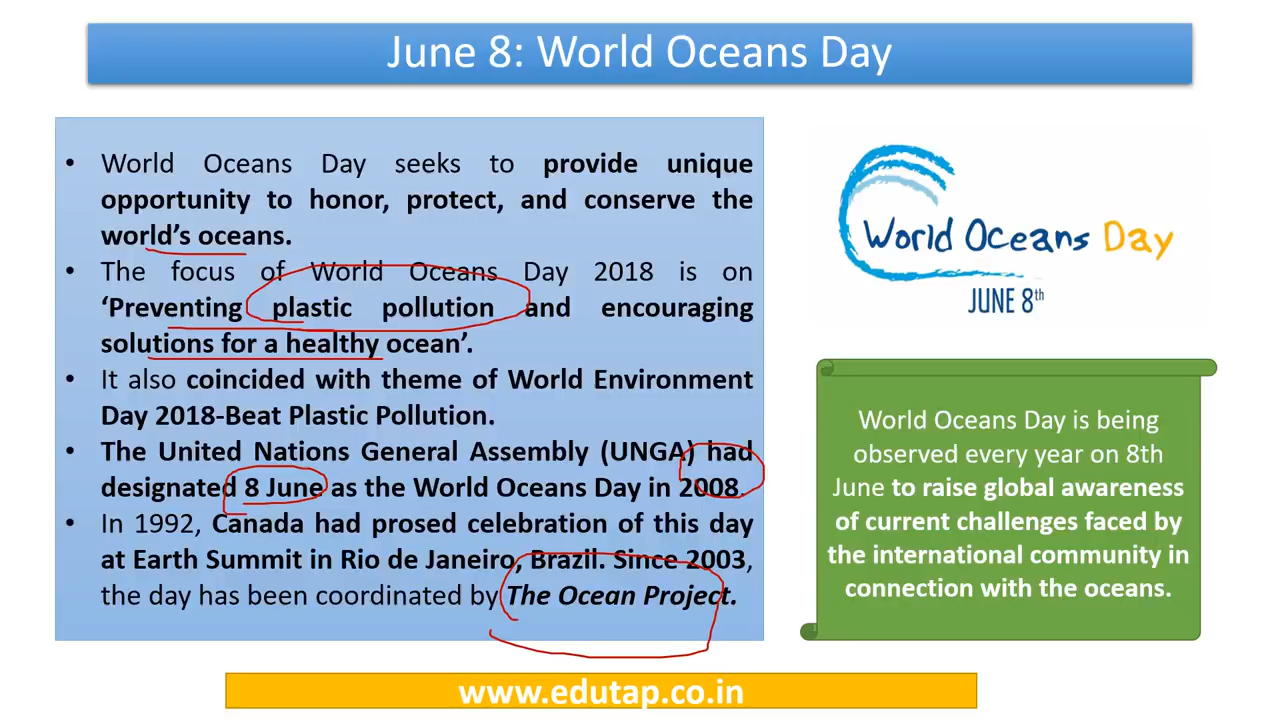 June 8: World Oceans Day
• World Oceans Day seeks to provide unique
opportunity to honor, protect, and conserve the
world's oceans.
• The focus of World Oceans Day 2018 is on
‘Preventing plastic pollution and encouraging
solutions for a healthy ocean’.
• It also coincided with theme of World Environment
Day 2018-Beat Plastic Pollution.
• The United Nations General Assembly (UNGA) had
designated 8 June as the World Oceans Day in 2008.
• In 1992, Canada had prosed celebration of this day
at Earth Summit in Rio de Janeiro, Brazil. Since 2003,
the day has been coordinated by The Ocean Project.
World Oceans Day
JUNE 8th
World Oceans Day is being
observed every year on 8th
June to raise global awareness
of current challenges faced by
the international community in
connection with the oceans.
www.edutap.co.in